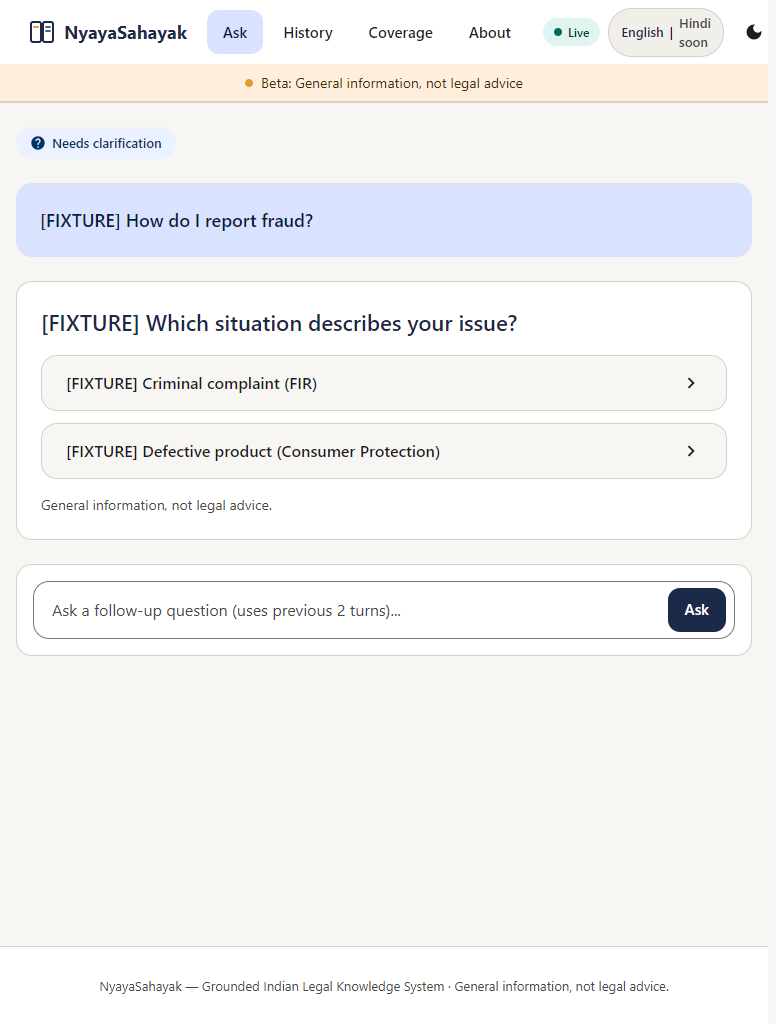 NyayaSahayak Ask History Coverage About Live English | Hindi soon
Beta: General information, not legal advice
Needs clarification
[FIXTURE] How do I report fraud?
[FIXTURE] Which situation describes your issue?
[FIXTURE] Criminal complaint (FIR)
[FIXTURE] Defective product (Consumer Protection)
General information, not legal advice.
Ask a follow-up question (uses previous 2 turns)... Ask
NyayaSahayak — Grounded Indian Legal Knowledge System · General information, not legal advice.